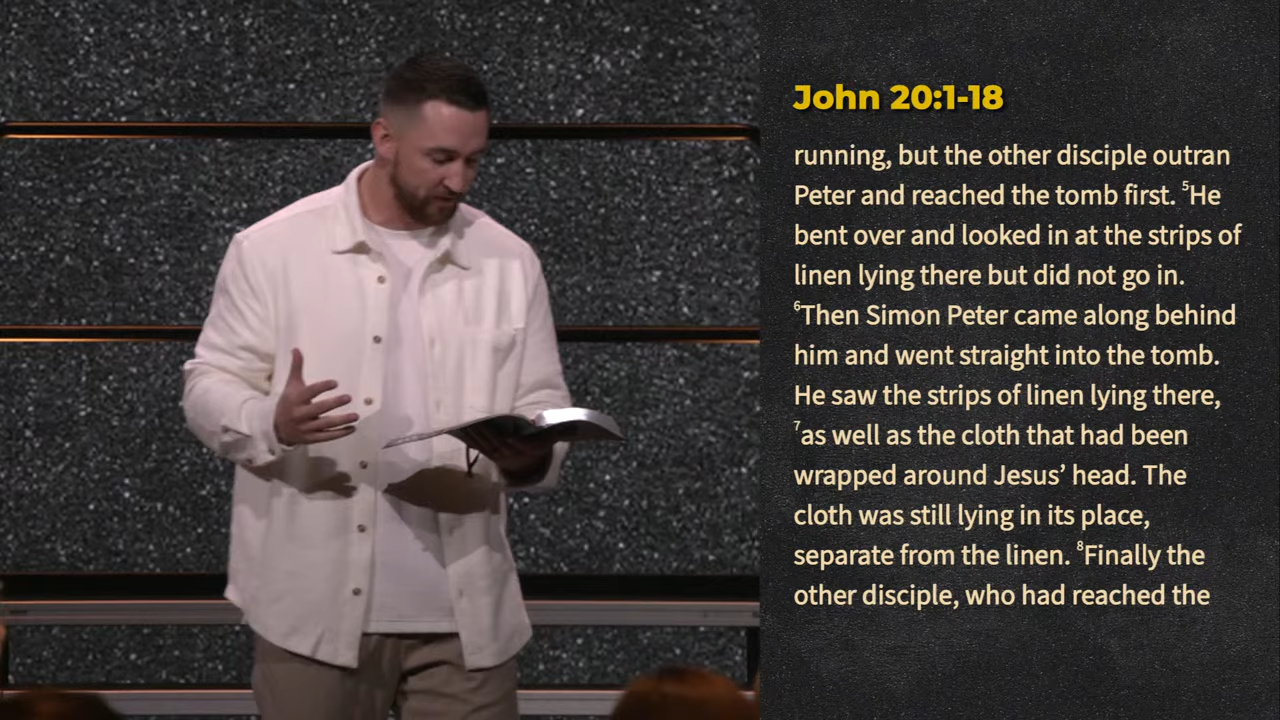 John 20:1-18
running, but the other disciple outran
Peter and reached the tomb first. ⁵He
bent over and looked in at the strips of
linen lying there but did not go in.
⁶Then Simon Peter came along behind
him and went straight into the tomb.
He saw the strips of linen lying there,
⁷as well as the cloth that had been
wrapped around Jesus’ head. The
cloth was still lying in its place,
separate from the linen. ⁸Finally the
other disciple, who had reached the